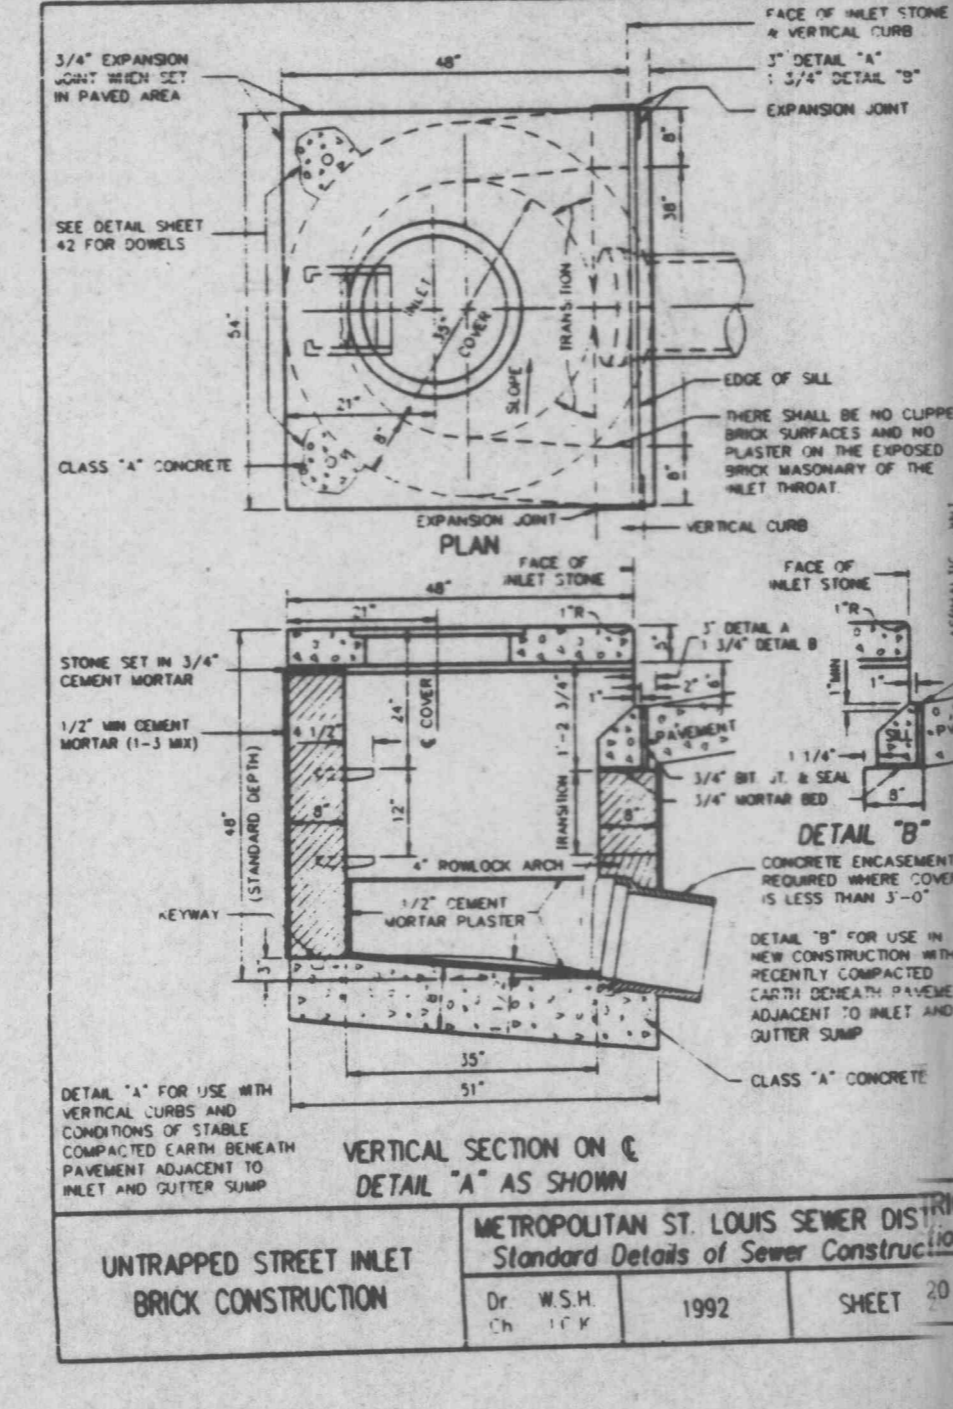 FACE OF INLET STONE
& VERTICAL CURB
3/4" EXPANSION
JOINT WHEN SET
IN PAVED AREA
48"
3" DETAIL "A"
1 3/4" DETAIL "B"
EXPANSION JOINT
8"
38"
SEE DETAIL SHEET
42 FOR DOWELS
54"
INLET
COVER
35"
TRANSITION
SLOPE
21"
8"
EDGE OF SILL
THERE SHALL BE NO CUPPE
BRICK SURFACES AND NO
PLASTER ON THE EXPOSED
BRICK MASONARY OF THE
INLET THROAT.
CLASS "A" CONCRETE
8"
EXPANSION JOINT
VERTICAL CURB
PLAN
FACE OF
INLET STONE
FACE OF
INLET STONE
48"
21"
1"R
1"R
3" DETAIL A
1 3/4" DETAIL B
5"
STONE SET IN 3/4"
CEMENT MORTAR
1"
2"
6"
1"MIN
1"
1/2" MIN CEMENT
MORTAR (1-3 MIX)
4 1/2"
24"
¢ COVER
1'-2 3/4"
PAVEMENT
1 1/4"
3/4" BIT. JT. & SEAL
3/4" MORTAR BED
8"
48"
(STANDARD DEPTH)
8"
12"
TRANSITION
8"
DETAIL "B"
4" ROWLOCK ARCH
CONCRETE ENCASEMENT
REQUIRED WHERE COVE
IS LESS THAN 3'-0"
1/2" CEMENT
MORTAR PLASTER
KEYWAY
3"
DETAIL "B" FOR USE IN
NEW CONSTRUCTION WITH
RECENTLY COMPACTED
EARTH BENEATH PAVEME
ADJACENT TO INLET AND
GUTTER SUMP
35"
51"
CLASS "A" CONCRETE
DETAIL "A" FOR USE WITH
VERTICAL CURBS AND
CONDITIONS OF STABLE
COMPACTED EARTH BENEATH
PAVEMENT ADJACENT TO
INLET AND GUTTER SUMP
VERTICAL SECTION ON ¢
DETAIL "A" AS SHOWN
UNTRAPPED STREET INLET
BRICK CONSTRUCTION
METROPOLITAN ST. LOUIS SEWER DISTRI
Standard Details of Sewer Construction
Dr. W.S.H.
Ch
1992
SHEET 20